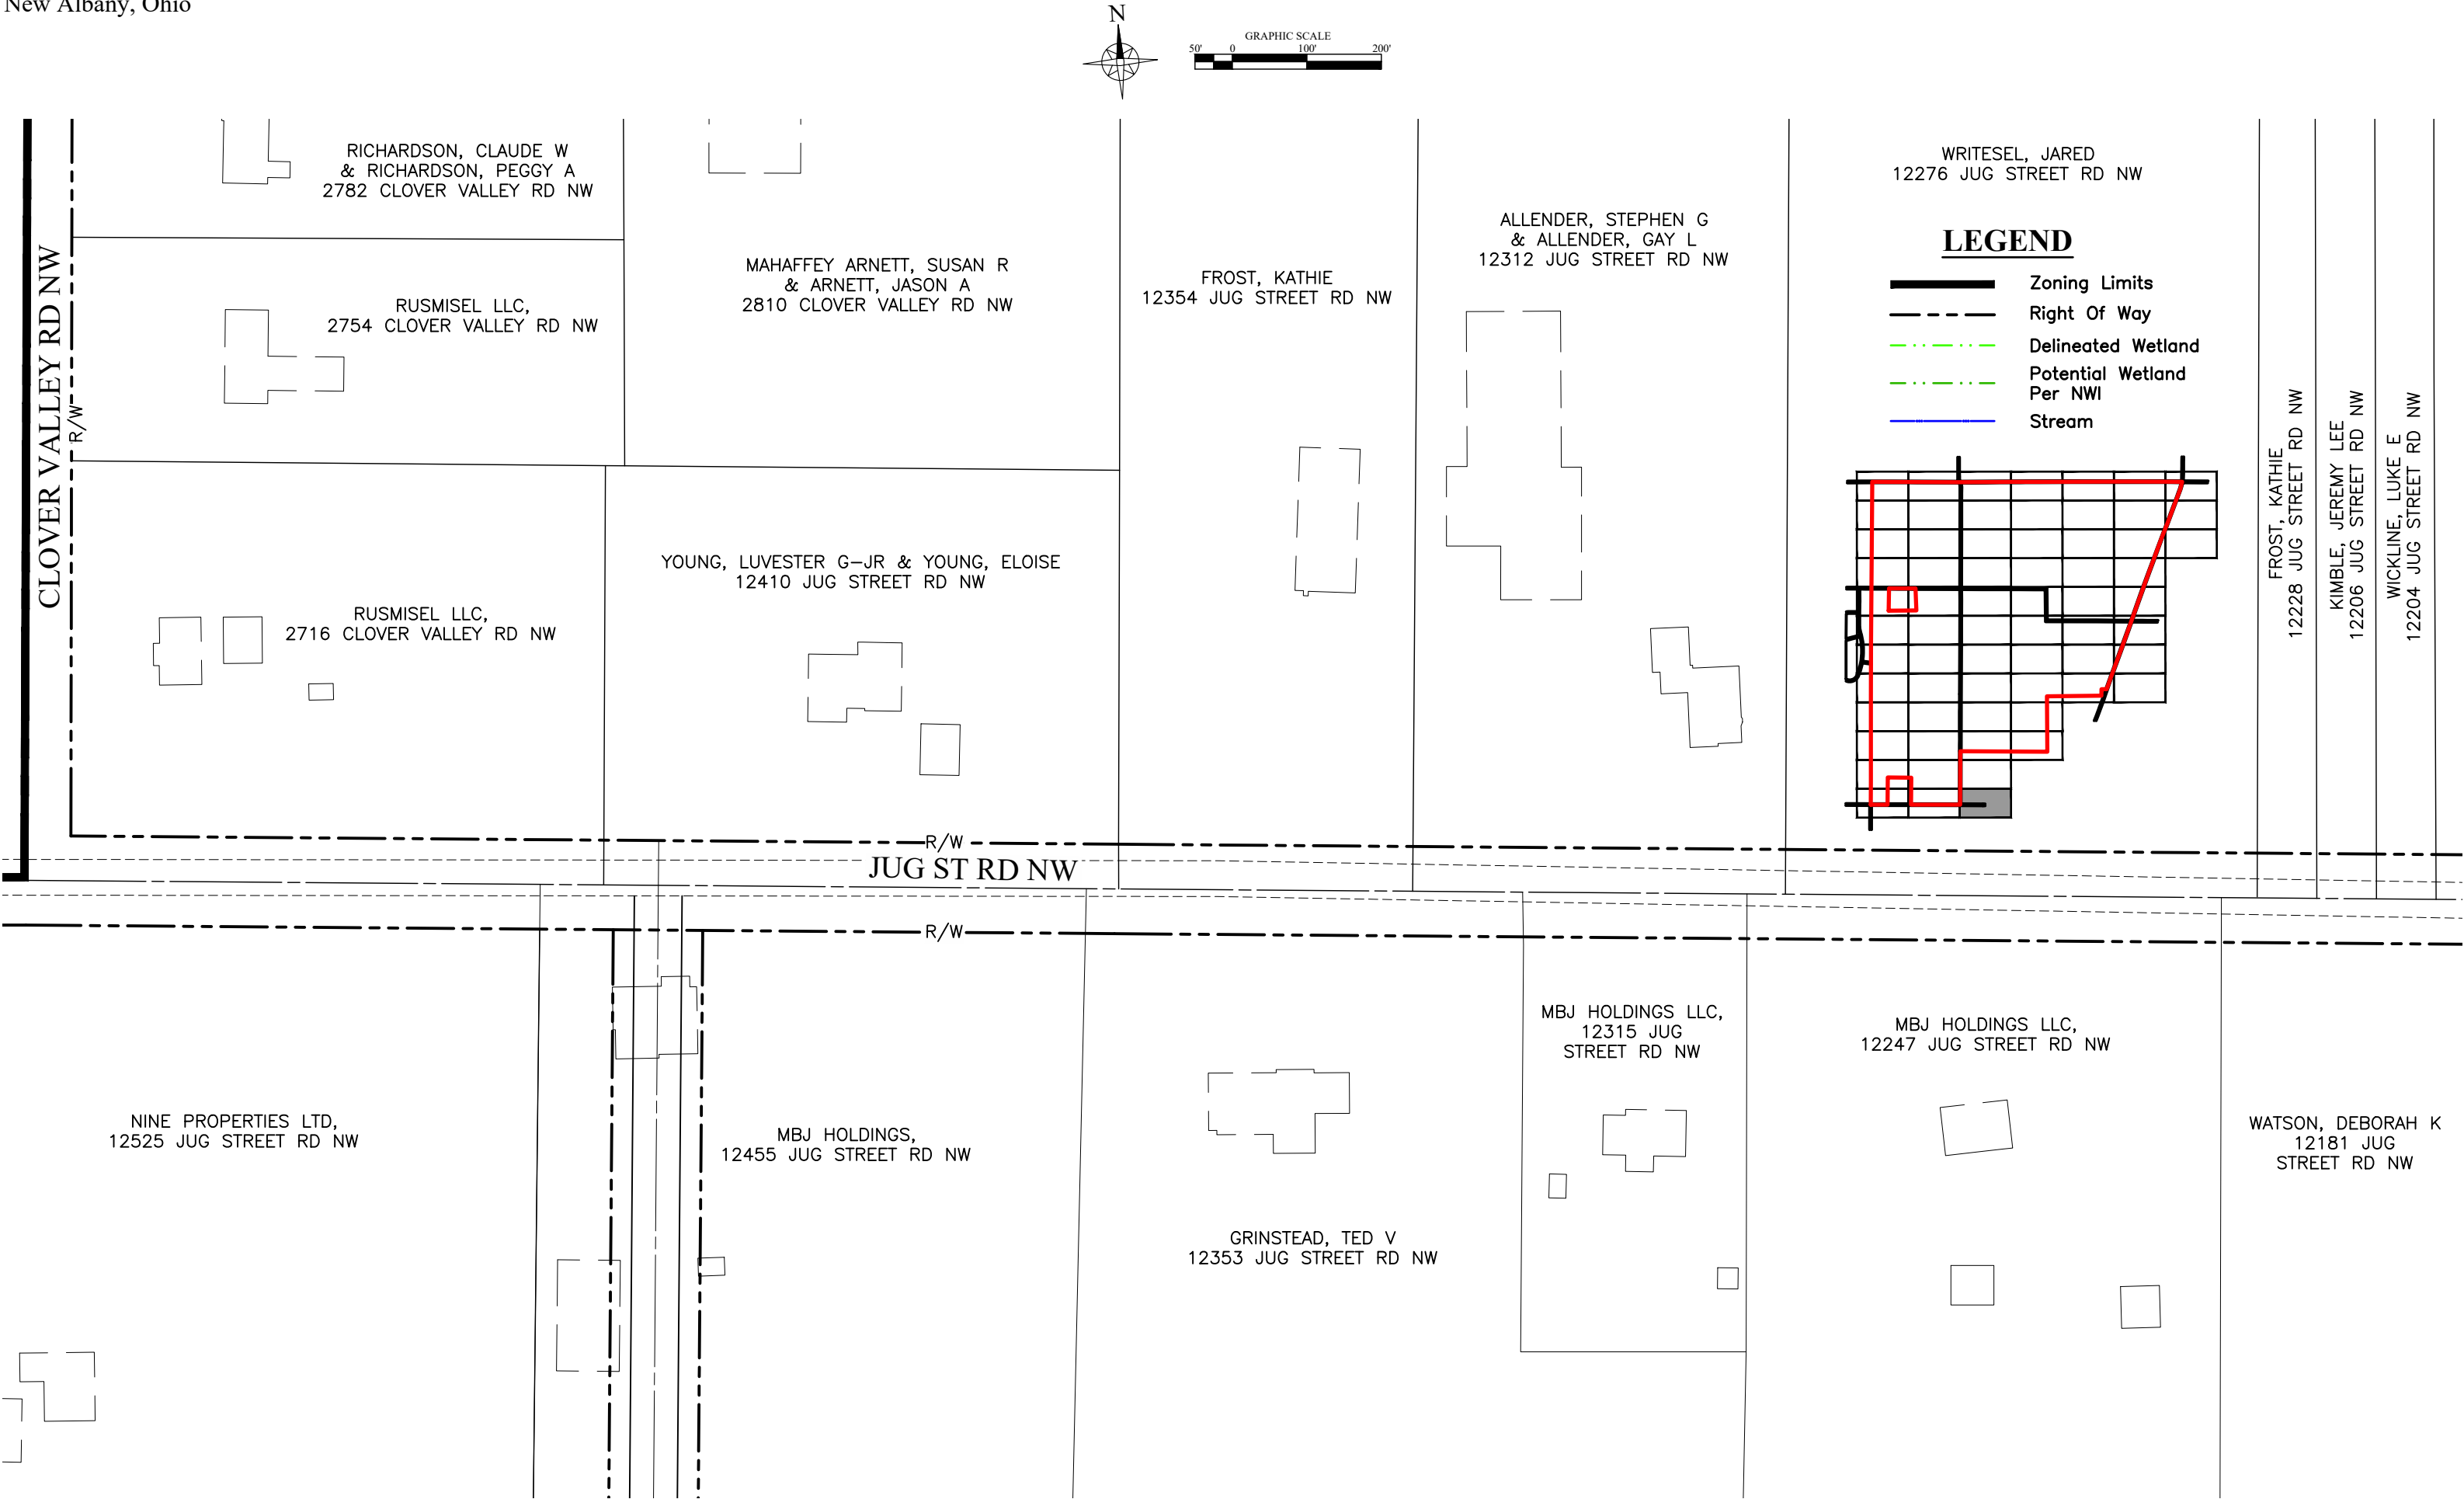 New Albany, Ohio
N
GRAPHIC SCALE
50' 0 100' 200'
RICHARDSON, CLAUDE W
& RICHARDSON, PEGGY A
2782 CLOVER VALLEY RD NW
WRITESEL, JARED
12276 JUG STREET RD NW
ALLENDER, STEPHEN G
& ALLENDER, GAY L
12312 JUG STREET RD NW
MAHAFFEY ARNETT, SUSAN R
& ARNETT, JASON A
2810 CLOVER VALLEY RD NW
FROST, KATHIE
12354 JUG STREET RD NW
RUSMISEL LLC,
2754 CLOVER VALLEY RD NW
LEGEND
Zoning Limits
Right Of Way
Delineated Wetland
Potential Wetland
Per NWI
Stream
CLOVER VALLEY RD NW
R/W
FROST, KATHIE
12228 JUG STREET RD NW
KIMBLE, JEREMY LEE
12206 JUG STREET RD NW
WICKLINE, LUKE E
12204 JUG STREET RD NW
YOUNG, LUVESTER G-JR & YOUNG, ELOISE
12410 JUG STREET RD NW
RUSMISEL LLC,
2716 CLOVER VALLEY RD NW
R/W
JUG ST RD NW
R/W
MBJ HOLDINGS LLC,
12315 JUG
STREET RD NW
MBJ HOLDINGS LLC,
12247 JUG STREET RD NW
NINE PROPERTIES LTD,
12525 JUG STREET RD NW
MBJ HOLDINGS,
12455 JUG STREET RD NW
WATSON, DEBORAH K
12181 JUG
STREET RD NW
GRINSTEAD, TED V
12353 JUG STREET RD NW